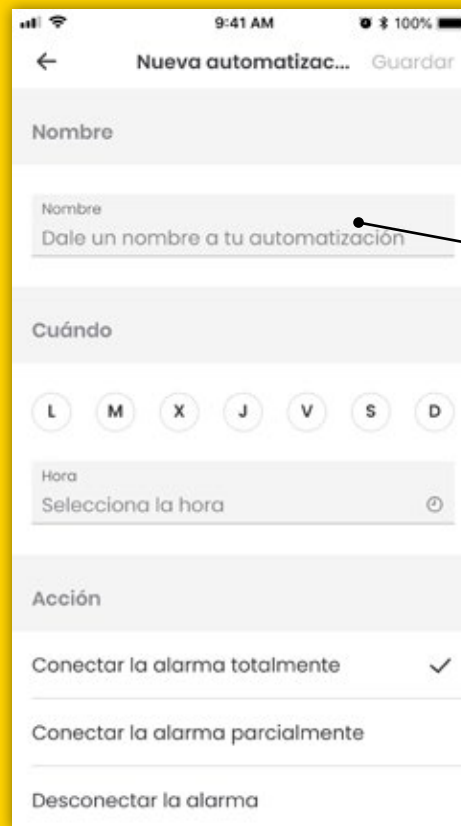 9:41 AM 100%
Nueva automatizac... Guardar
Nombre
Nombre
Dale un nombre a tu automatización
Cuándo
L M X J V S D
Hora
Selecciona la hora
Acción
Conectar la alarma totalmente
Conectar la alarma parcialmente
Desconectar la alarma